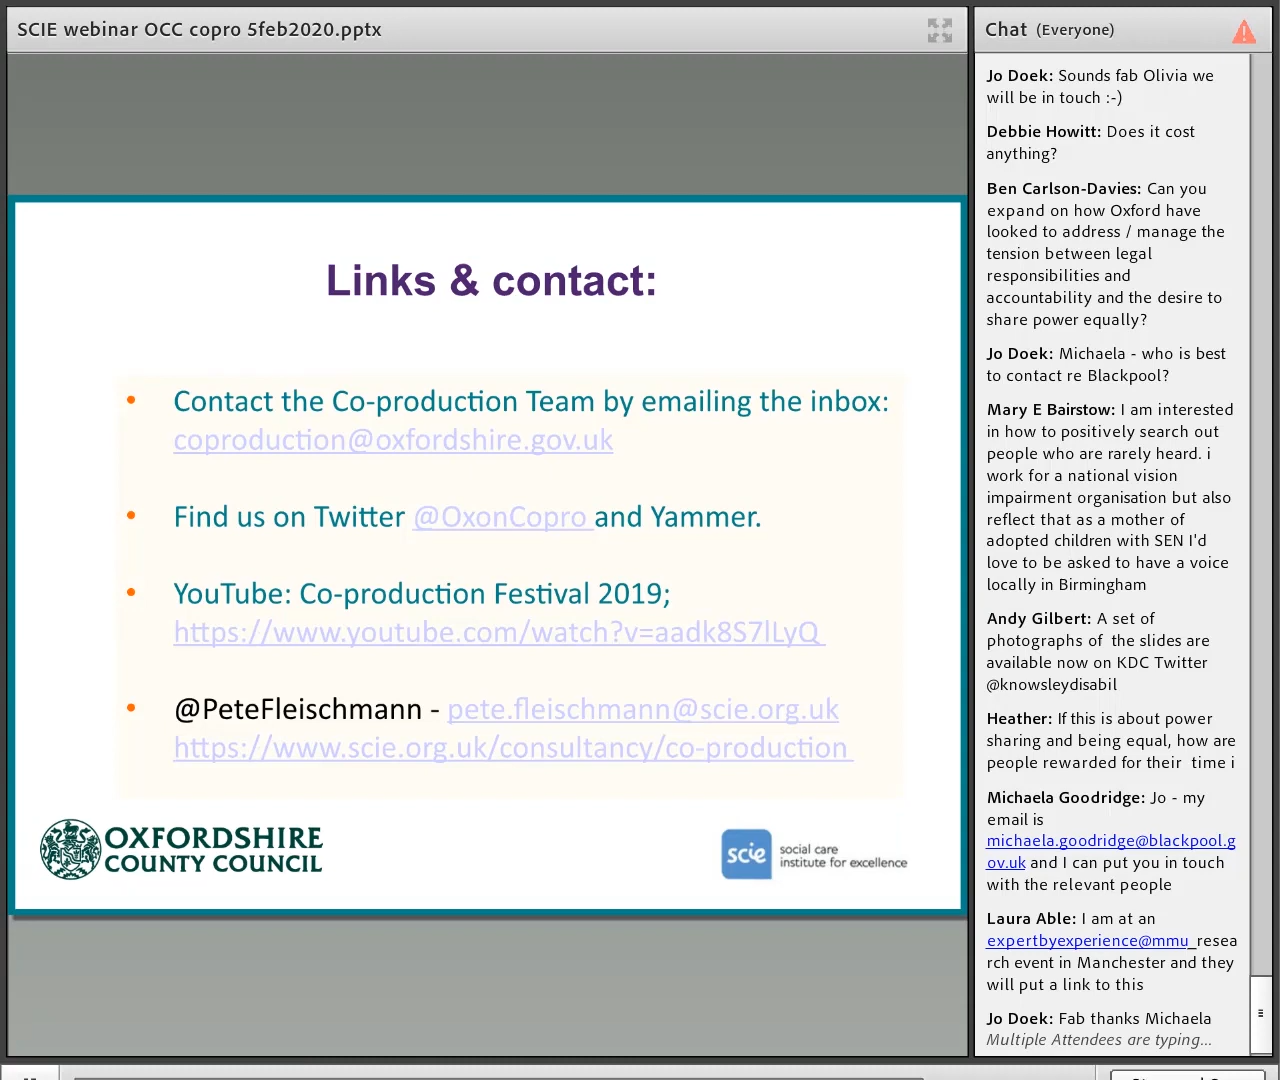 SCIE webinar OCC copro 5feb2020.pptx
Links & contact:
• Contact the Co-production Team by emailing the inbox:
coproduction@oxfordshire.gov.uk
• Find us on Twitter @OxonCopro and Yammer.
• YouTube: Co-production Festival 2019;
https://www.youtube.com/watch?v=aadk8S7lLyQ
• @PeteFleischmann - pete.fleischmann@scie.org.uk
https://www.scie.org.uk/consultancy/co-production
OXFORDSHIRE
COUNTY COUNCIL
scie
social care
institute for excellence
Chat (Everyone)
Jo Doek: Sounds fab Olivia we
will be in touch :-)
Debbie Howitt: Does it cost
anything?
Ben Carlson-Davies: Can you
expand on how Oxford have
looked to address / manage the
tension between legal
responsibilities and
accountability and the desire to
share power equally?
Jo Doek: Michaela - who is best
to contact re Blackpool?
Mary E Bairstow: I am interested
in how to positively search out
people who are rarely heard. i
work for a national vision
impairment organisation but also
reflect that as a mother of
adopted children with SEN I'd
love to be asked to have a voice
locally in Birmingham
Andy Gilbert: A set of
photographs of the slides are
available now on KDC Twitter
@knowsleydisabil
Heather: If this is about power
sharing and being equal, how are
people rewarded for their time i
Michaela Goodridge: Jo - my
email is
michaela.goodridge@blackpool.g
ov.uk and I can put you in touch
with the relevant people
Laura Able: I am at an
expertbyexperience@mmu_resea
rch event in Manchester and they
will put a link to this
Jo Doek: Fab thanks Michaela
Multiple Attendees are typing...